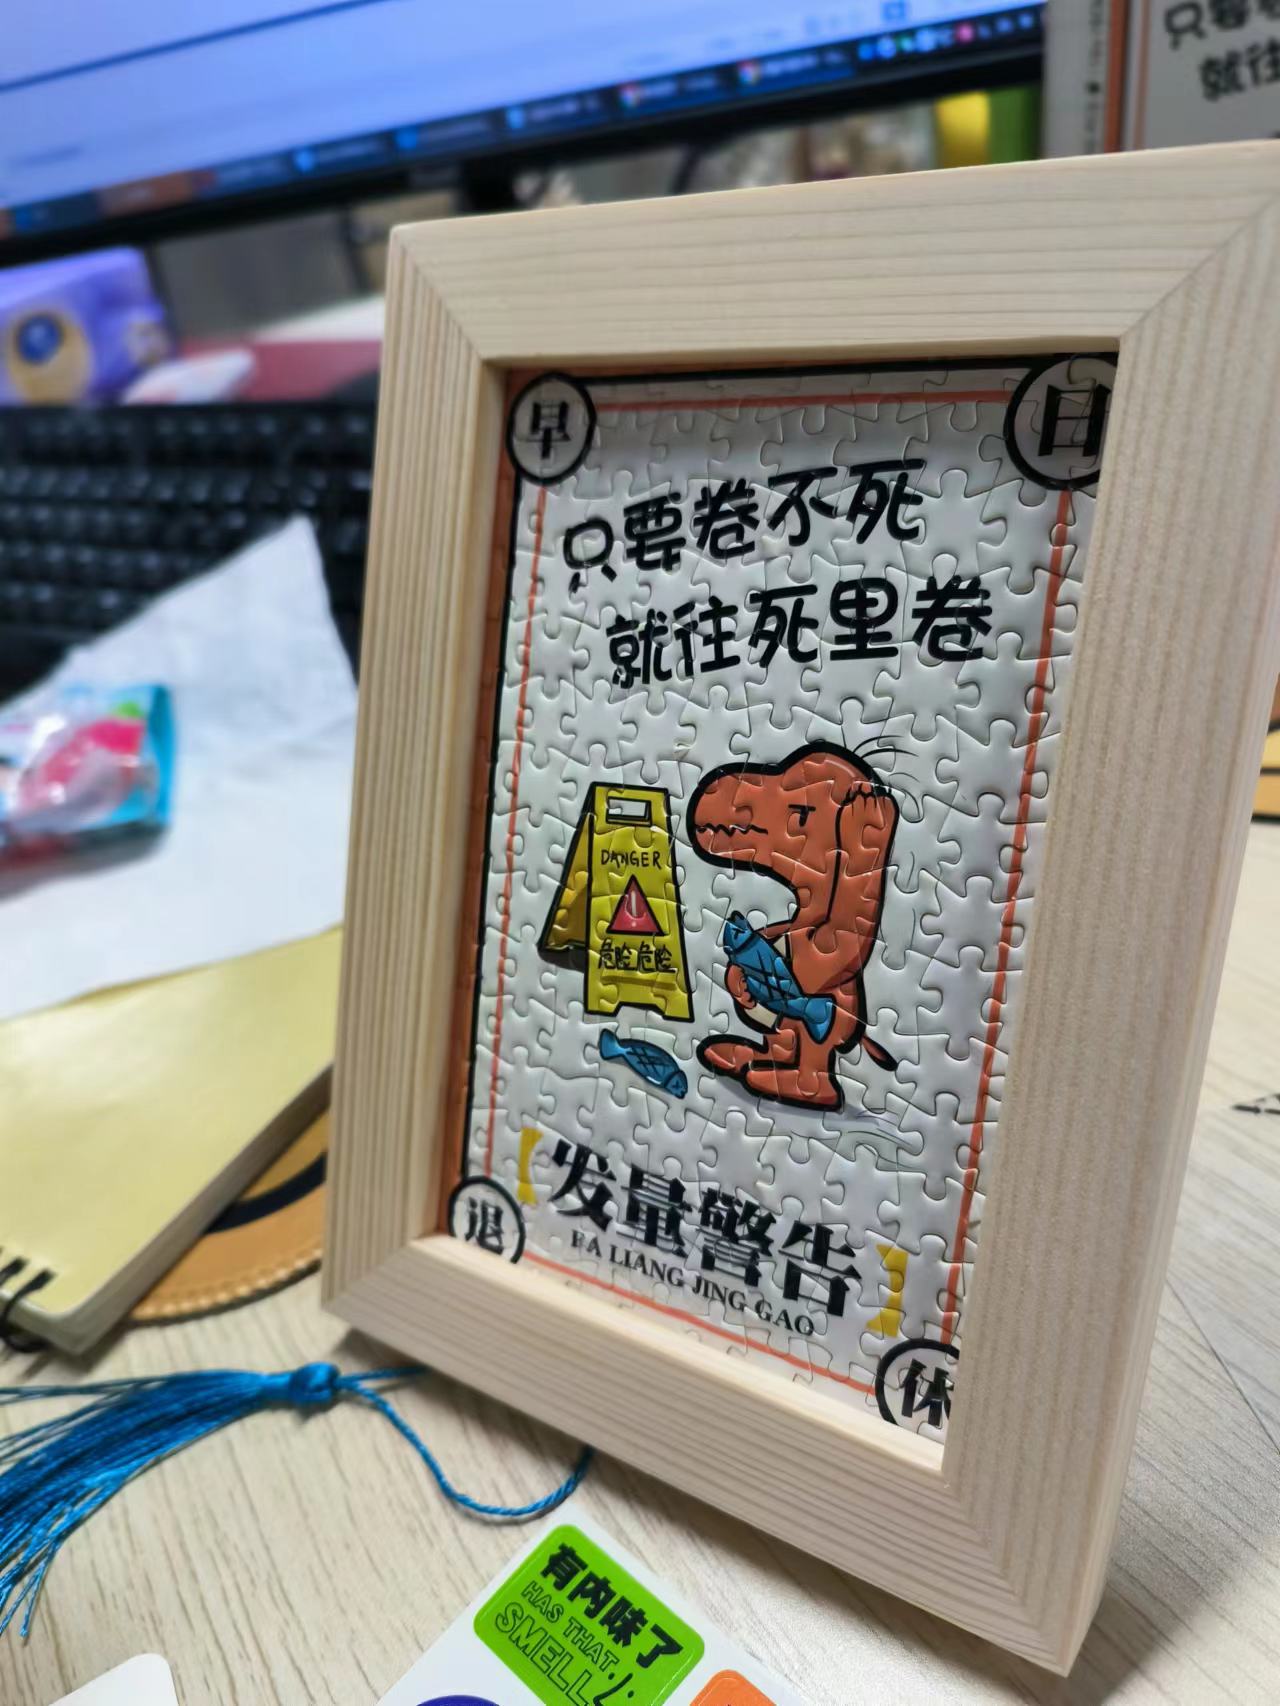 只要
就往
早
日
只要卷不死
就往死里卷
DANGER
危险危险
【发量警告】
FA LIANG JING GAO
退
休
有内味了
HAS THAT
SMELL